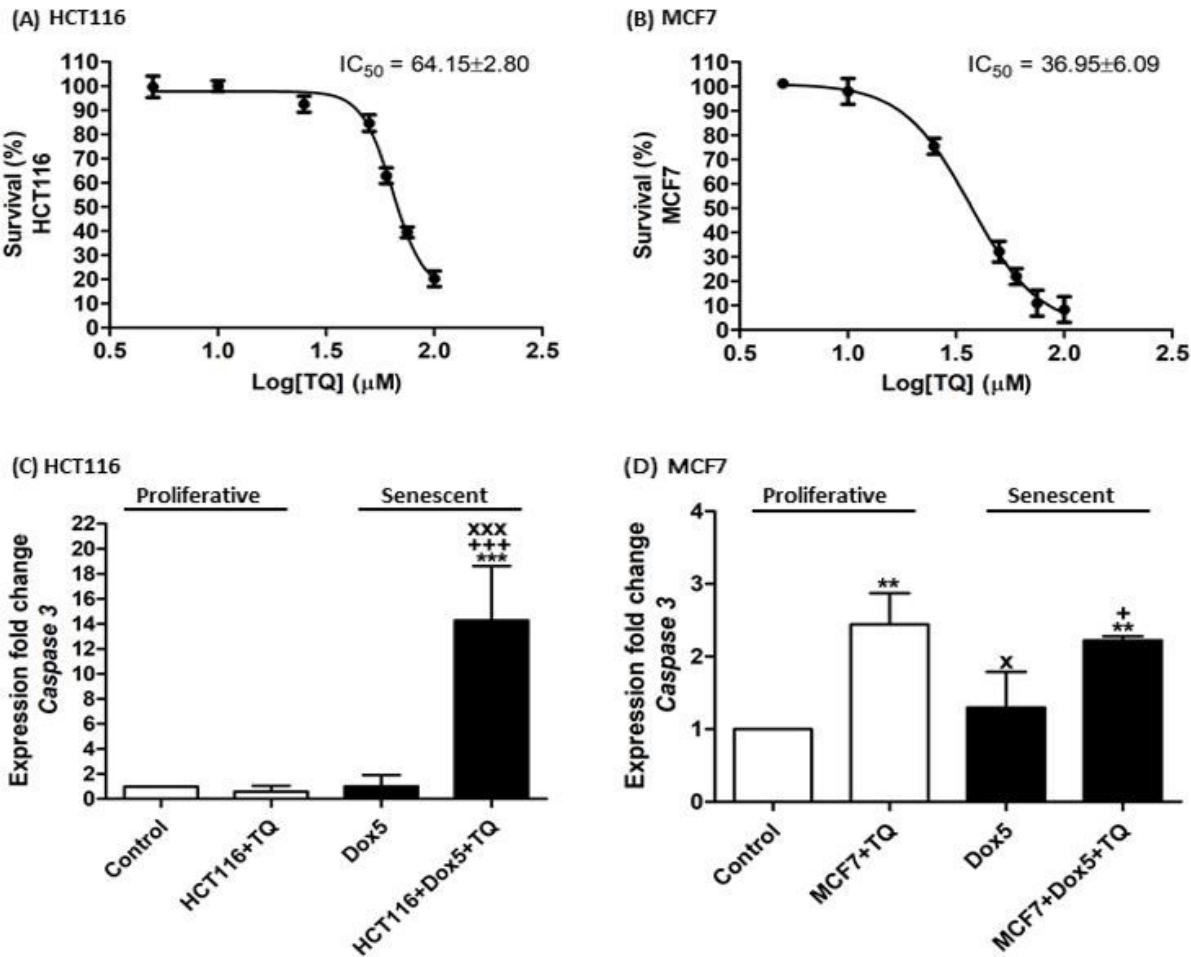 (A) HCT116
IC50 = 64.15±2.80
Survival (%)
HCT116
110
100
90
80
70
60
50
40
30
20
10
0
0.5 1.0 1.5 2.0 2.5
Log[TQ] (μM)
(B) MCF7
IC50 = 36.95±6.09
Survival (%)
MCF7
110
100
90
80
70
60
50
40
30
20
10
0
0.5 1.0 1.5 2.0 2.5
Log[TQ] (μM)
(C) HCT116
Proliferative Senescent
Expression fold change
Caspase 3
22
20
18
16
14
12
10
8
6
4
2
0
xxx
+++
***
Control
HCT116+TQ
Dox5
HCT116+Dox5+TQ
(D) MCF7
Proliferative Senescent
Expression fold change
Caspase 3
4
3
2
1
0
**
x
+
**
Control
MCF7+TQ
Dox5
MCF7+Dox5+TQ